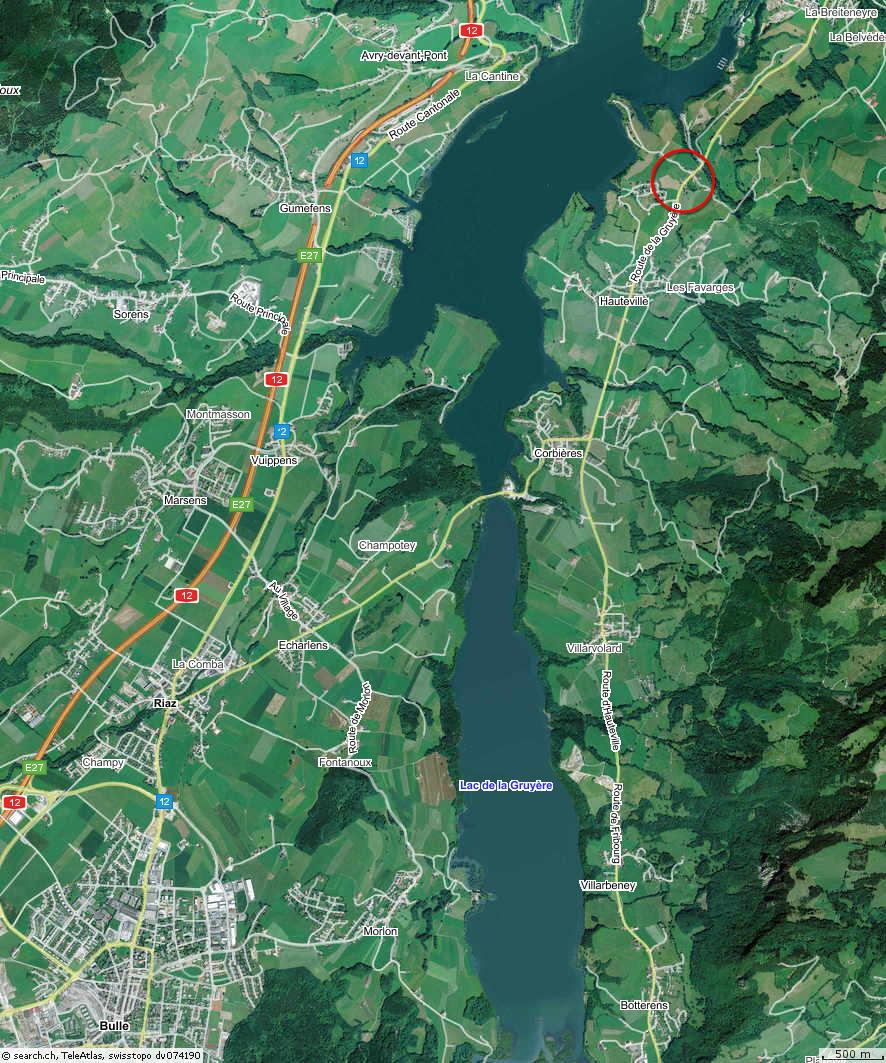 La Breiteneyre
12
La Belvédè
Avry-devant-Pont
La Cantine
oux
Route Cantonale
12
Gumefens
Route de la Gruyère
E27
Principale
Les Favarges
Route Principale
Hauteville
Sorens
12
Montmasson
12
Corbières
Vuippens
Marsens
E27
Champotey
12
Au Village
Echarlens
Villarvolard
La Comba
Route de Morlon
Riaz
Route d'Hauteville
Champy
Fontanoux
E27
Lac de la Gruyère
12
12
Route de Fribourg
Villarbeney
Morlon
Botterens
Bulle
© search.ch, TeleAtlas, swisstopo dv074190
500 m